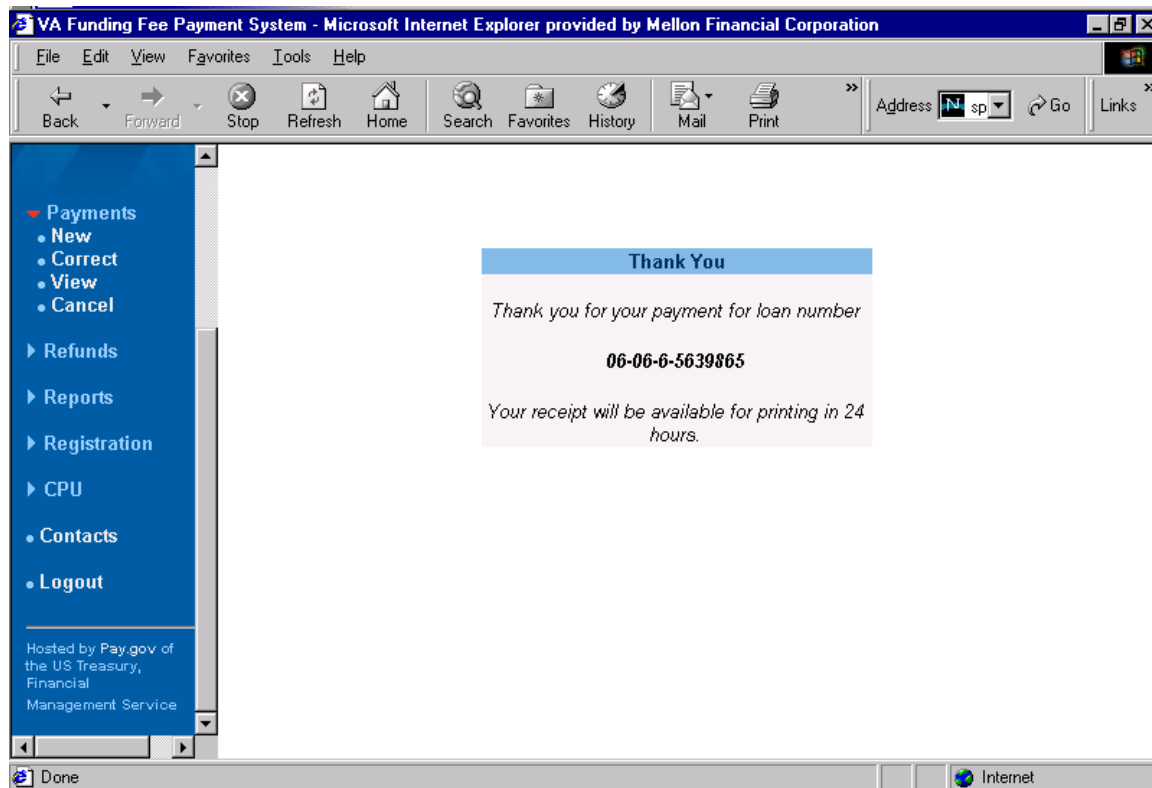 VA Funding Fee Payment System - Microsoft Internet Explorer provided by Mellon Financial Corporation
File Edit View Favorites Tools Help
Back Forward Stop Refresh Home Search Favorites History Mail Print » Address sp Go Links »
Payments
New
Correct
View
Cancel
Refunds
Reports
Registration
CPU
Contacts
Logout
Hosted by Pay.gov of
the US Treasury,
Financial
Management Service
Thank You
Thank you for your payment for loan number
06-06-6-5639865
Your receipt will be available for printing in 24
hours.
Done Internet